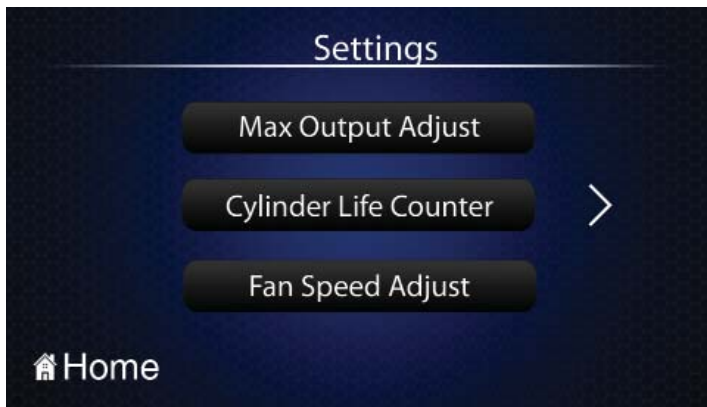 Settings
Max Output Adjust
Cylinder Life Counter
Fan Speed Adjust
Home